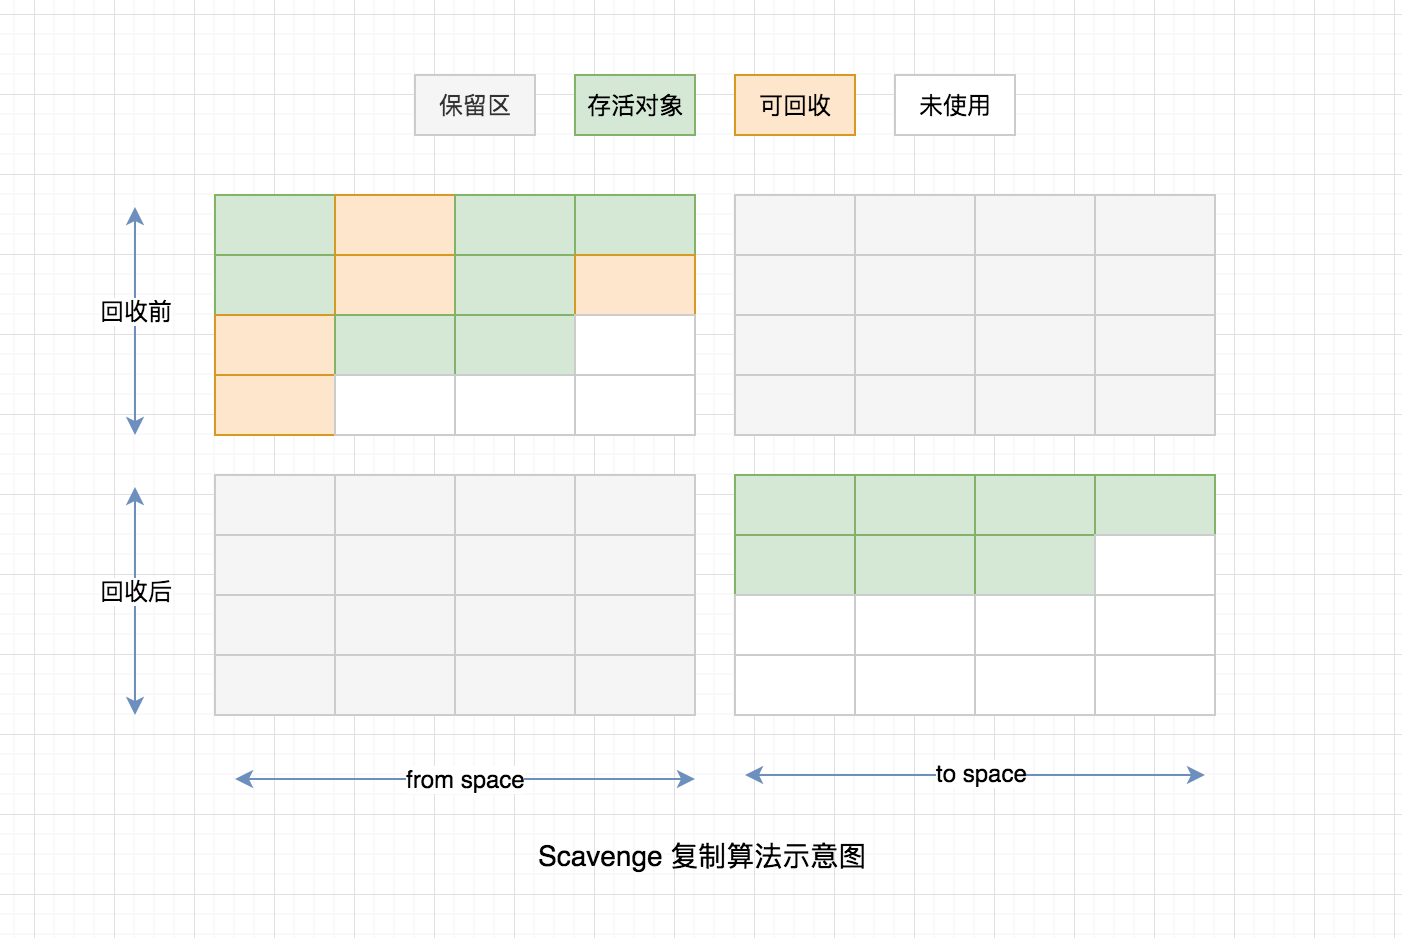 保留区
存活对象
可回收
未使用
回收前
回收后
from space
to space
Scavenge 复制算法示意图